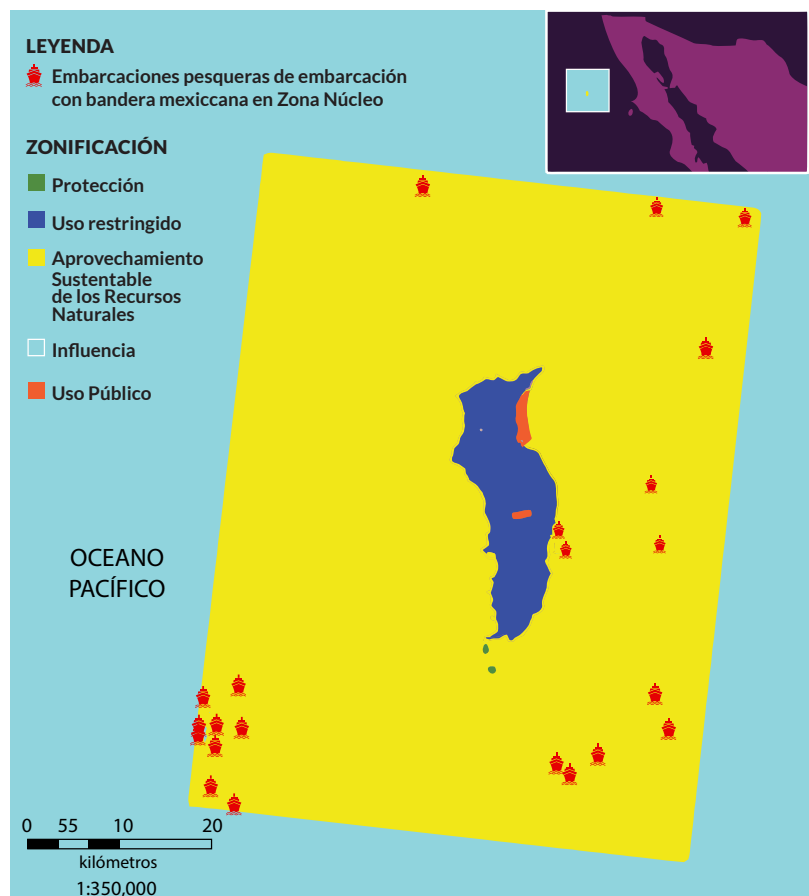 LEYENDA
Embarcaciones pesqueras de embarcación
con bandera mexiccana en Zona Núcleo
ZONIFICACIÓN
Protección
Uso restringido
Aprovechamiento
Sustentable
de los Recursos
Naturales
Influencia
Uso Público
OCEANO
PACÍFICO
0 55 10 20
kilómetros
1:350,000